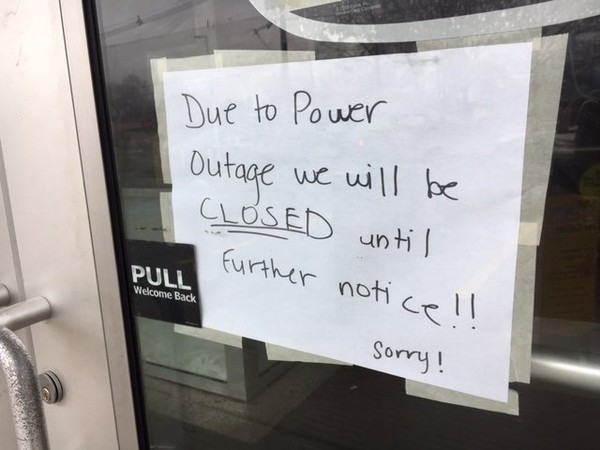 Due to Power
Outage we will be
CLOSED until
further notice!!
Sorry!
PULL
Welcome Back